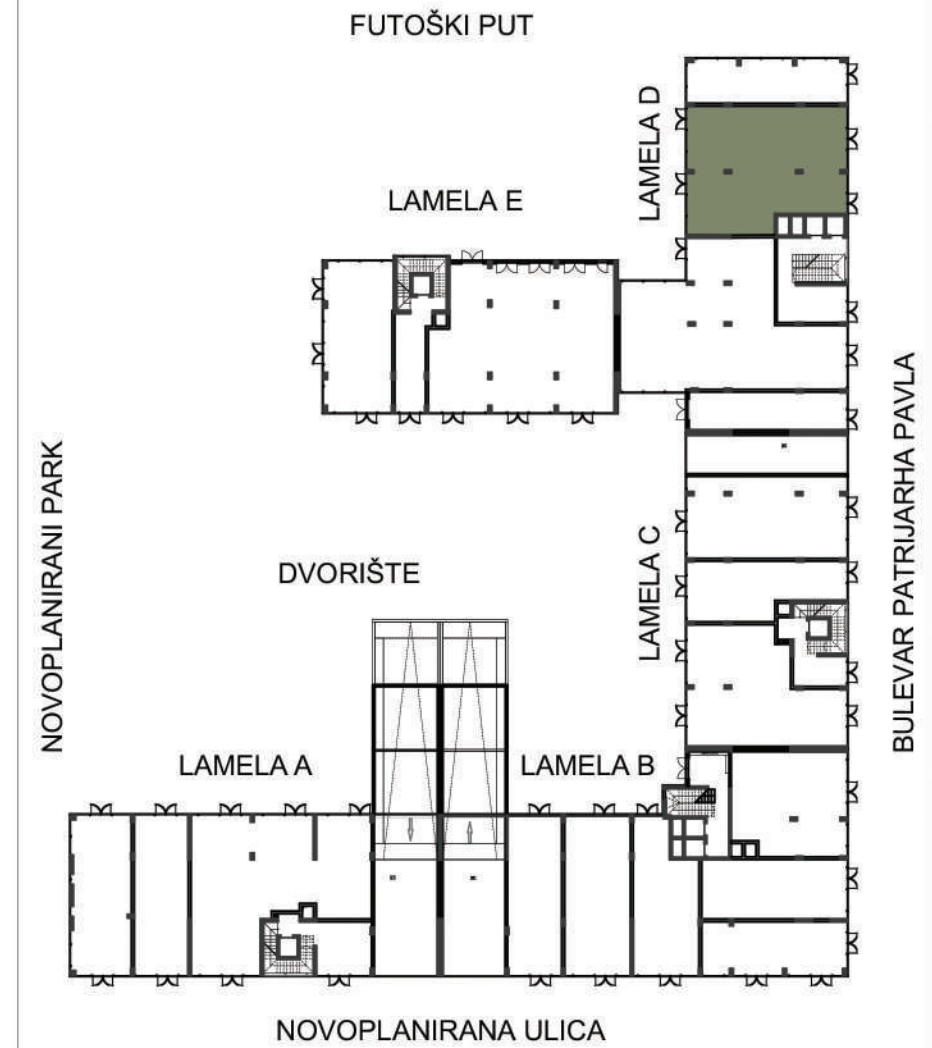 FUTOŠKI PUT
LAMELA D
LAMELA E
BULEVAR PATRIJARHA PAVLA
NOVOPLANIRANI PARK
LAMELA C
DVORIŠTE
LAMELA A
LAMELA B
NOVOPLANIRANA ULICA